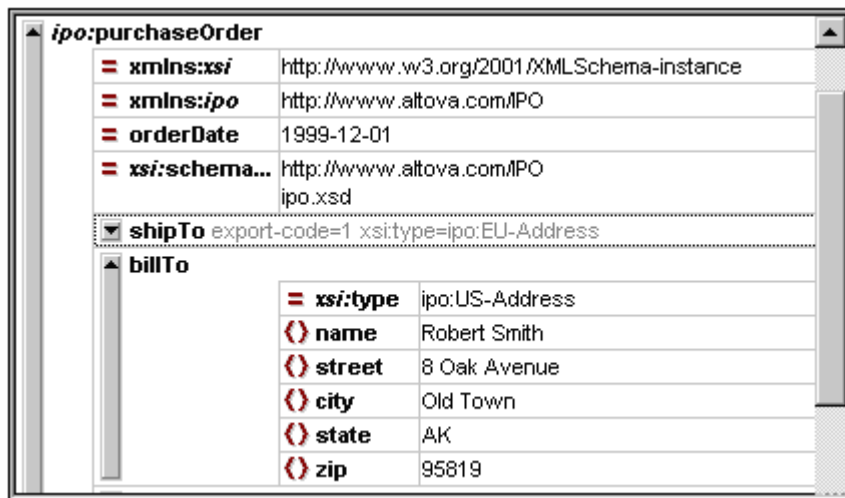 ipo:purchaseOrder
= xmlns:xsi http://www.w3.org/2001/XMLSchema-instance
= xmlns:ipo http://www.altova.com/IPO
= orderDate 1999-12-01
= xsi:schema... http://www.altova.com/IPO
ipo.xsd
shipTo export-code=1 xsi:type=ipo:EU-Address
billTo
= xsi:type ipo:US-Address
() name Robert Smith
() street 8 Oak Avenue
() city Old Town
() state AK
() zip 95819